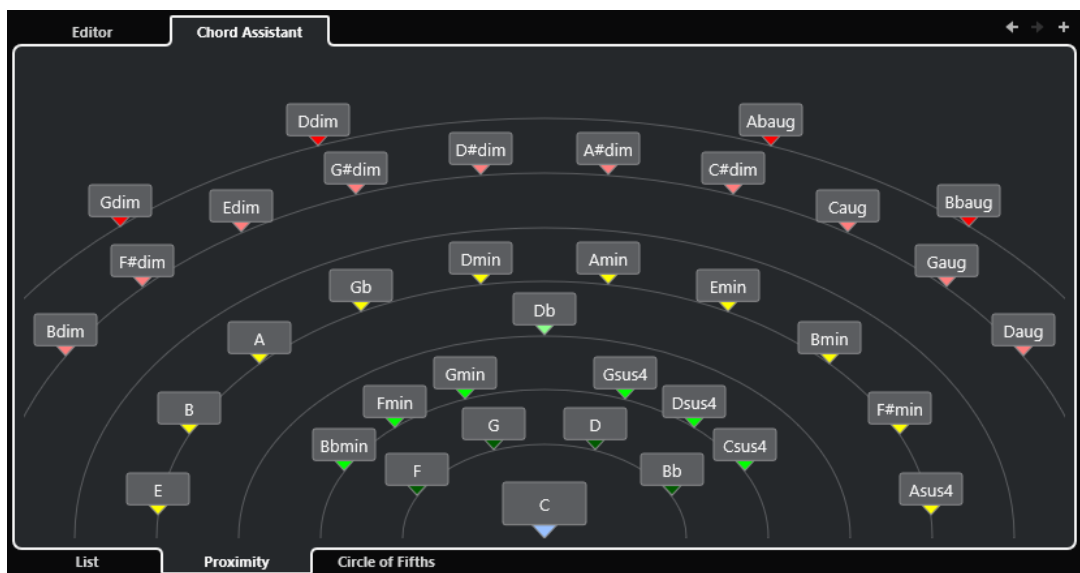 Editor
Chord Assistant
Ddim
Abaug
D#dim
A#dim
G#dim
C#dim
Gdim
Edim
Caug
Bbaug
F#dim
Gaug
Dmin
Amin
Gb
Emin
Db
Bdim
Daug
A
Bmin
Gmin
Gsus4
Fmin
Dsus4
B
F#min
G
D
Bbmin
Csus4
F
Bb
E
Asus4
C
List
Proximity
Circle of Fifths